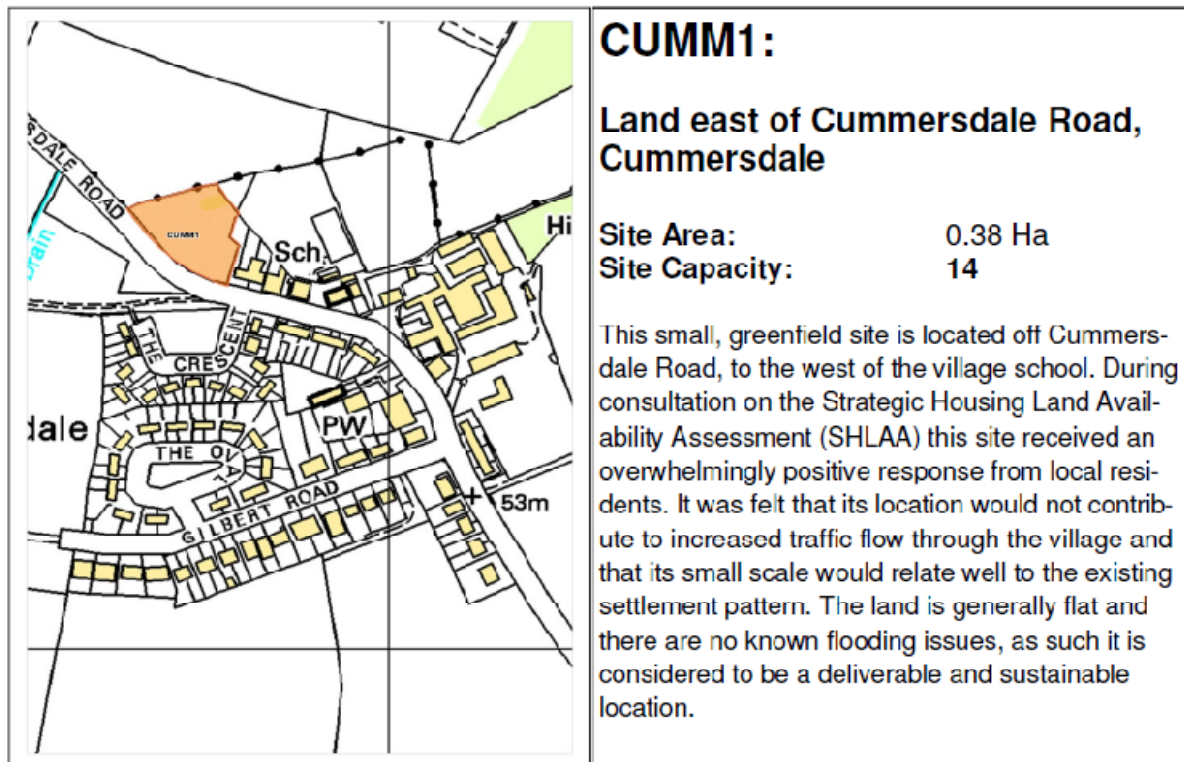 SDALE ROAD
Drain
CUMM1
Sch
Hi
THE CRESCENT
dale
PW
THE OVAL
GILBERT ROAD
53m
CUMM1:
Land east of Cummersdale Road,
Cummersdale
Site Area: 0.38 Ha
Site Capacity: 14
This small, greenfield site is located off Cummers-
dale Road, to the west of the village school. During
consultation on the Strategic Housing Land Avail-
ability Assessment (SHLAA) this site received an
overwhelmingly positive response from local resi-
dents. It was felt that its location would not contrib-
ute to increased traffic flow through the village and
that its small scale would relate well to the existing
settlement pattern. The land is generally flat and
there are no known flooding issues, as such it is
considered to be a deliverable and sustainable
location.